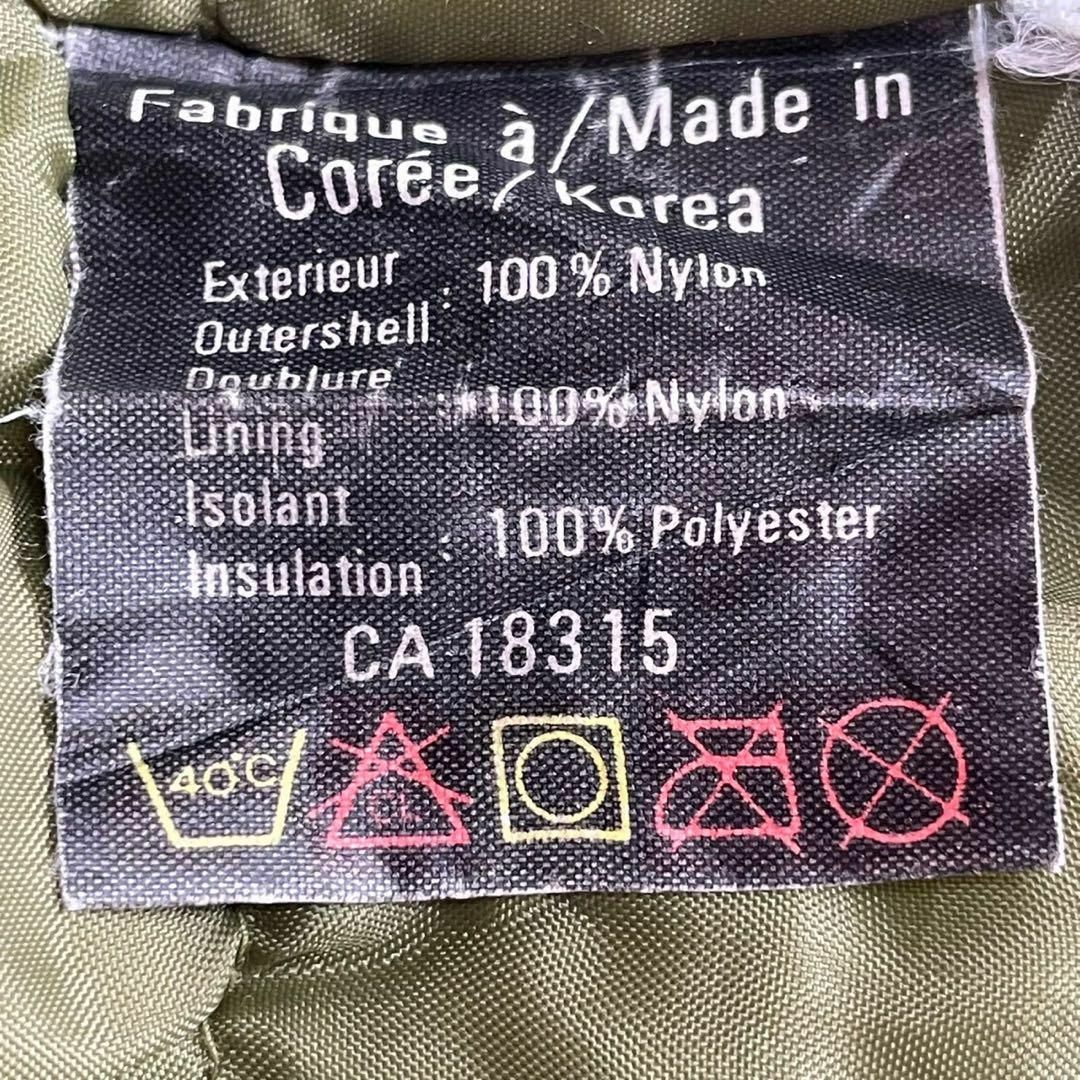 Fabrique à / Made in
Corée / Korea
Exterieur : 100% Nylon
Outershell
Doublure : 100% Nylon
Lining
Isolant : 100% Polyester
Insulation
CA 18315
40°C CL